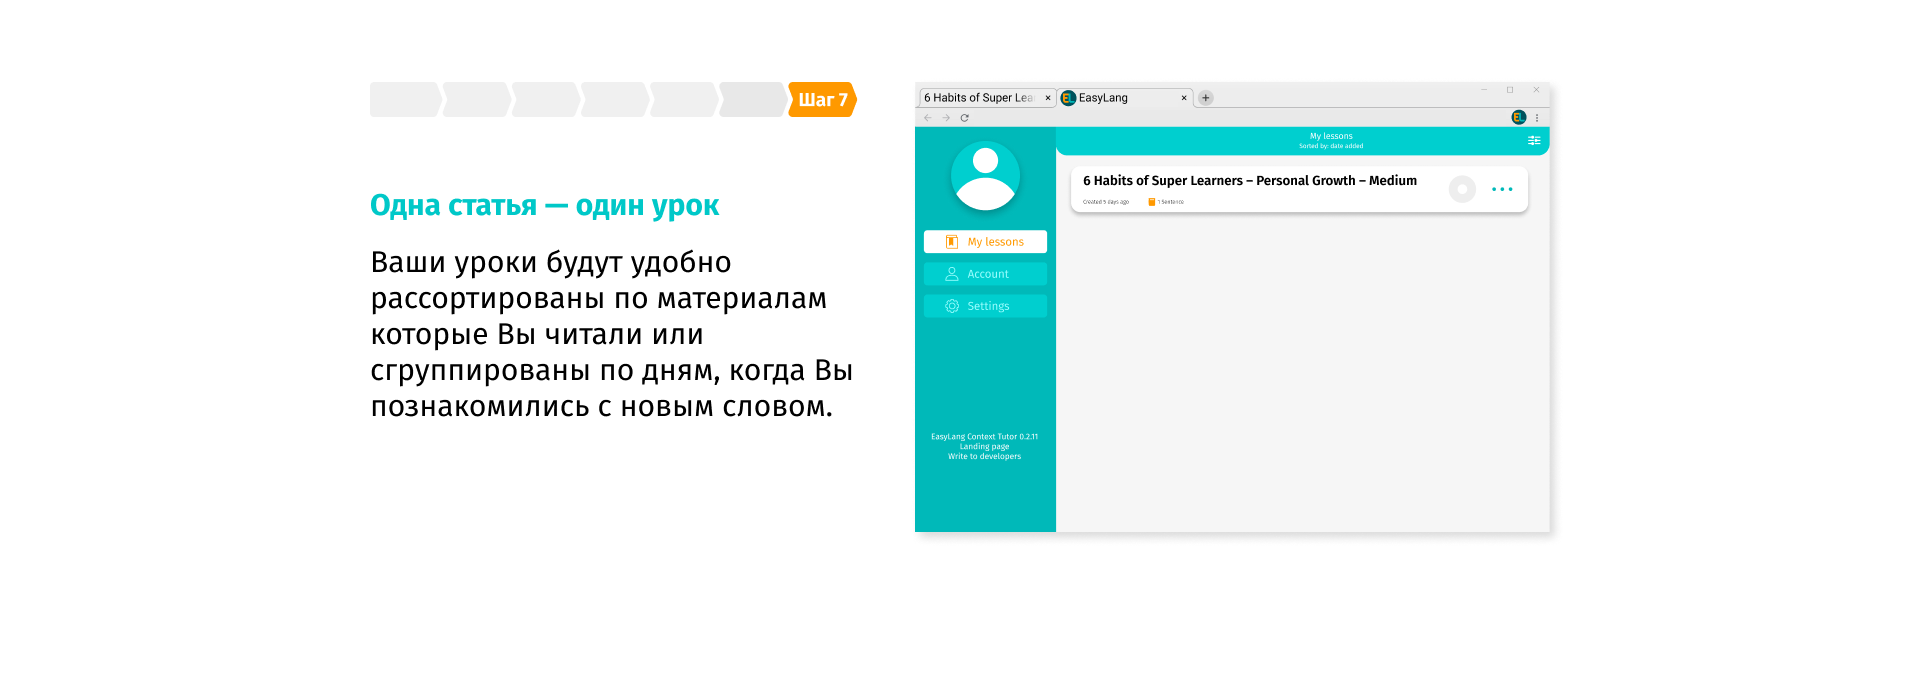 Шаг 7
Одна статья — один урок
Ваши уроки будут удобно
рассортированы по материалам
которые Вы читали или
сгруппированы по дням, когда Вы
познакомились с новым словом.
6 Habits of Super Lea
EL EasyLang
EL
My lessons
Sorted by: date added
6 Habits of Super Learners – Personal Growth – Medium
Created 5 days ago 1 Sentence
My lessons
Account
Settings
EasyLang Context Tutor 0.2.11
Landing page
Write to developers